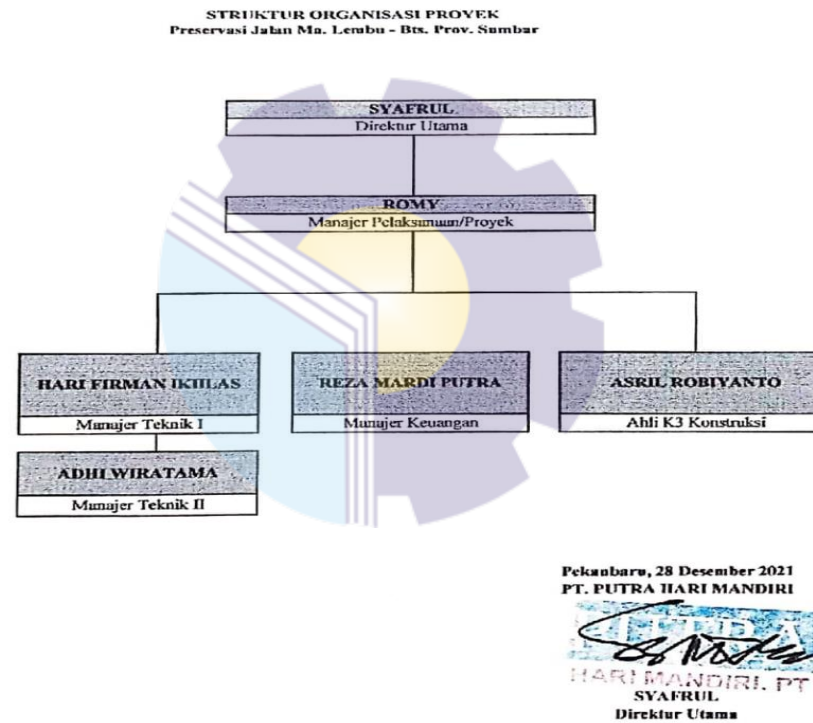 STRUKTUR ORGANISASI PROYEK
Preservasi Jalan Ma. Lembu - Bts. Prov. Sumbar
SYAFRUL
Direktur Utama
ROMY
Manajer Pelaksanaan/Proyek
HARI FIRMAN IKHLAS
Manajer Teknik I
REZA MARDI PUTRA
Manajer Keuangan
ASRIL ROBIYANTO
Ahli K3 Konstruksi
ADHI WIRATAMA
Manajer Teknik II
Pekanbaru, 28 Desember 2021
PT. PUTRA HARI MANDIRI
PUTRA
HARI MANDIRI. PT
SYAFRUL
Direktur Utama